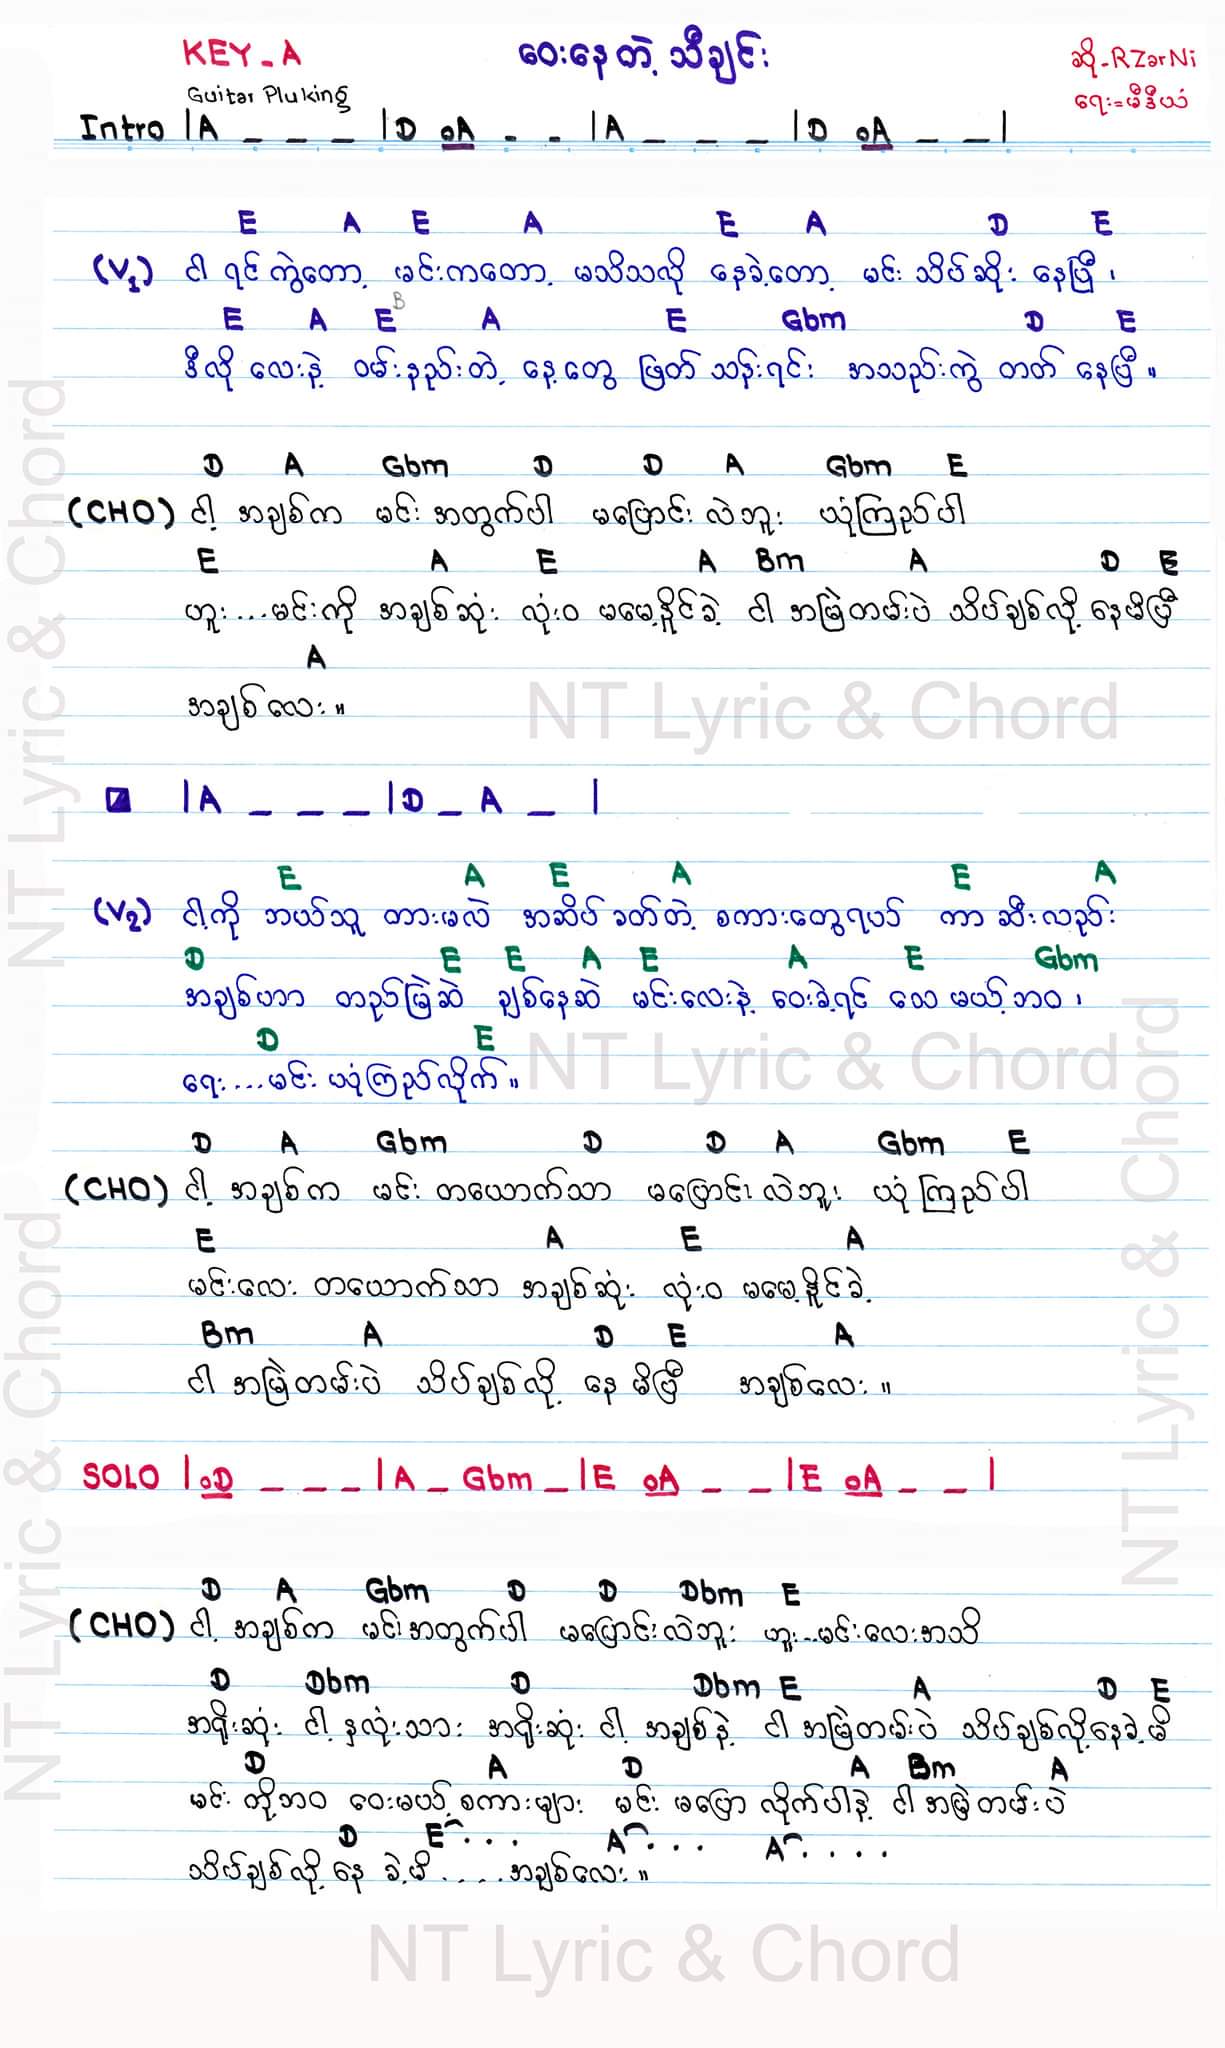 KEY - A ဝေးနေတဲ့ သီချင်း ဆို - R Zar Ni
Guitar Pluking ရေး = မီဒီယံ
Intro |A _ _ _ |D oA - - |A _ _ _ |D oA _ _|
E A E A E A D E
(V1) ငါ ရင် ကွဲတော့ မင်းကတော့ မသိသလို နေခဲ့တော့ မင်း သိပ်ဆိုး နေပြီ ၊
E A E B A E Gbm D E
ဒီလို လေးနဲ့ ဝမ်းနည်းတဲ့ နေ့တွေ ဖြတ် သန်းရင်း အသည်းကွဲ တတ် နေပြီ ။
D A Gbm D D A Gbm E
(CHO) ငါ့ အချစ်က မင်း အတွက်ပါ မပြောင်း လဲဘူး ယုံကြည်ပါ
E A E A Bm A D E
ဟူး...မင်းကို အချစ်ဆုံး လုံးဝ မမေ့နိုင်ခဲ့ ငါ အမြဲတမ်းပဲ သိပ်ချစ်လို့ နေမိပြီ
A
အချစ်လေး ။
NT Lyric & Chord
|A _ _ _ |D _ A _ |
E A E A E A
(V2) ငါ့ကို ဘယ်သူ တားမလဲ အဆိပ် ခတ်တဲ့ စကားတွေရယ် ကာ ဆီးလည်း
D E E A E A E Gbm
အချစ်ဟာ တည်မြဲဆဲ ချစ်နေဆဲ မင်းလေးနဲ့ ဝေးခဲ့ရင် သေ မယ့်ဘဝ ၊
D E
ရေး...မင်း ယုံကြည်လိုက် ။
NT Lyric & Chord
D A Gbm D D A Gbm E
(CHO) ငါ့ အချစ်က မင်း တယောက်သာ မပြောင်း လဲဘူး ယုံ ကြည်ပါ
E A E A
မင်းလေး တယောက်သာ အချစ်ဆုံး လုံးဝ မမေ့နိုင်ခဲ့
Bm A D E A
ငါ အမြဲတမ်းပဲ သိပ်ချစ်လို့ နေ မိပြီ အချစ်လေး ။
SOLO |oD _ _ _ |A _ Gbm _ |E oA _ _ |E oA _ _ |
D A Gbm D D Dbm E
(CHO) ငါ့ အချစ်က မင်းအတွက်ပါ မပြောင်းလဲဘူး ဟူး...မင်းလေးအသိ
D Dbm D Dbm E A D E
အရိုးဆုံး ငါ့ နှလုံးသား အရိုးဆုံး ငါ့ အချစ်နဲ့ ငါ အမြဲတမ်းပဲ သိပ်ချစ်လို့နေခဲ့ မိ
D A D A Bm A
မင်း ကို့ဘဝ ဝေးမယ့် စကားများ မင်း မပြော လိုက်ပါနဲ့ ငါ အမြဲတမ်းပဲ
D E... A... A....
သိပ်ချစ်လို့ နေ ခဲ့မိ .....အချစ်လေး ။
NT Lyric & Chord
NT Lyric & Chord
NT Lyric & Chord
NT Lyric & Chord